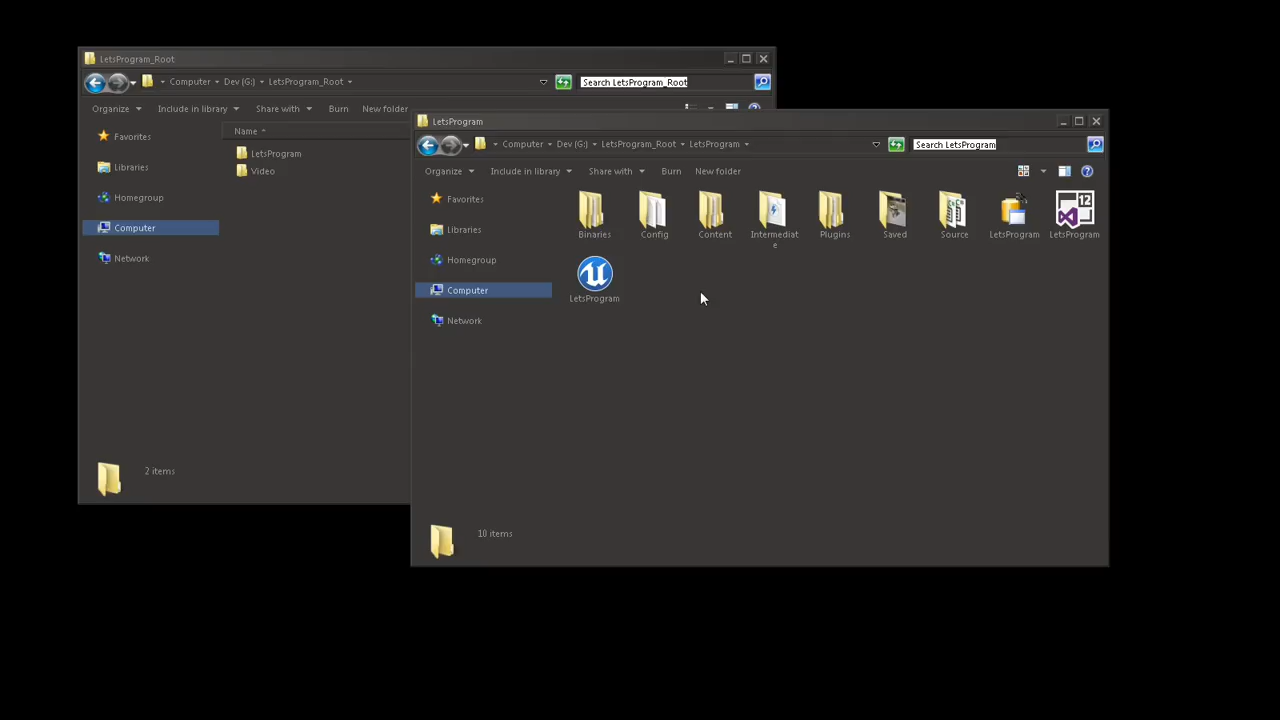 LetsProgram_Root
Computer Dev (G:) LetsProgram_Root
Search LetsProgram_Root
Organize Include in library Share with Burn New folder
Favorites
Libraries
Homegroup
Computer
Network
Name
LetsProgram
Video
2 items
LetsProgram
Computer Dev (G:) LetsProgram_Root LetsProgram
Search LetsProgram
Organize Include in library Share with Burn New folder
Favorites
Libraries
Homegroup
Computer
Network
Binaries Config Content Intermediat Plugins Saved Source LetsProgram LetsProgram
e
12
LetsProgram
10 items